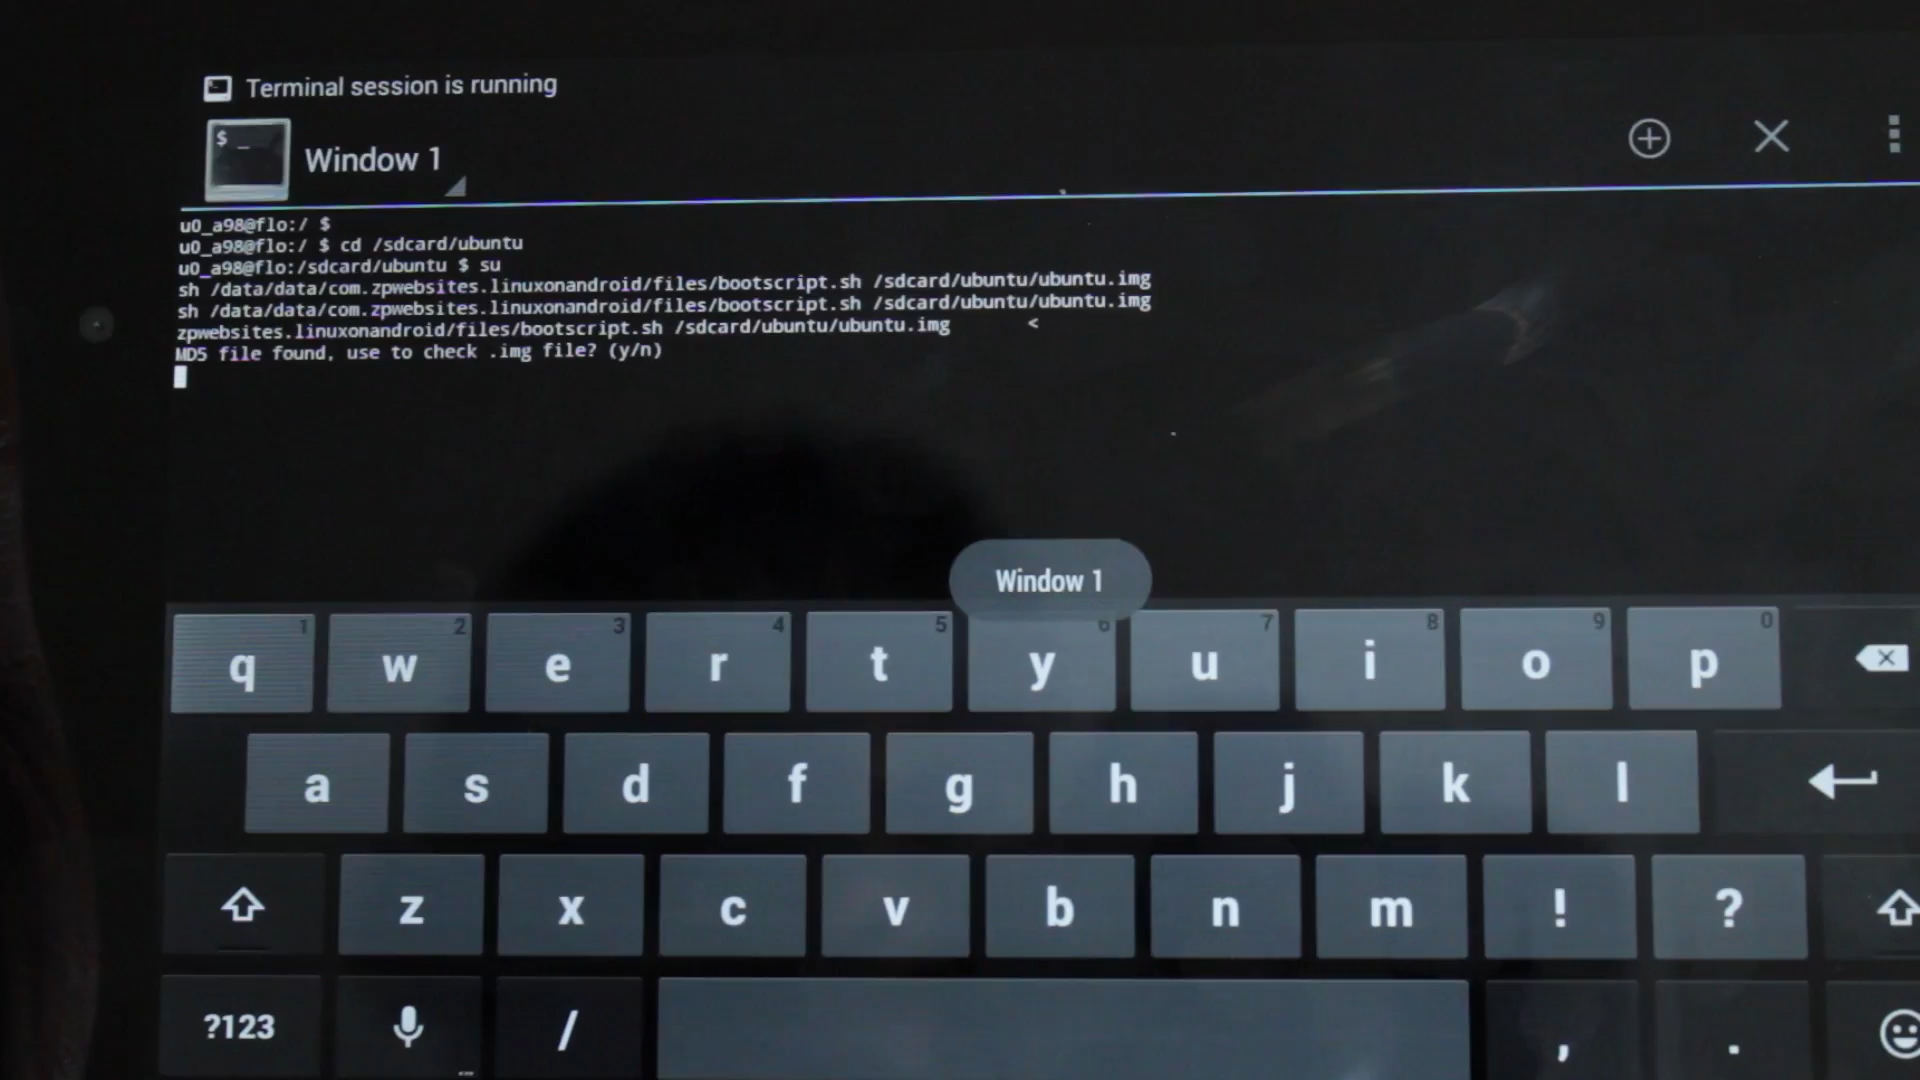 Terminal session is running
$ _
Window 1
u0_a98@flo:/ $
u0_a98@flo:/ $ cd /sdcard/ubuntu
u0_a98@flo:/sdcard/ubuntu $ su
sh /data/data/com.zpwebsites.linuxonandroid/files/bootscript.sh /sdcard/ubuntu/ubuntu.img
sh /data/data/com.zpwebsites.linuxonandroid/files/bootscript.sh /sdcard/ubuntu/ubuntu.img
zpwebsites.linuxonandroid/files/bootscript.sh /sdcard/ubuntu/ubuntu.img <
MD5 file found, use to check .img file? (y/n)
Window 1
1 2 3 4 5 6 7 8 9 0
q w e r t y u i o p
a s d f g h j k l
z x c v b n m ! ?
?123 / , .